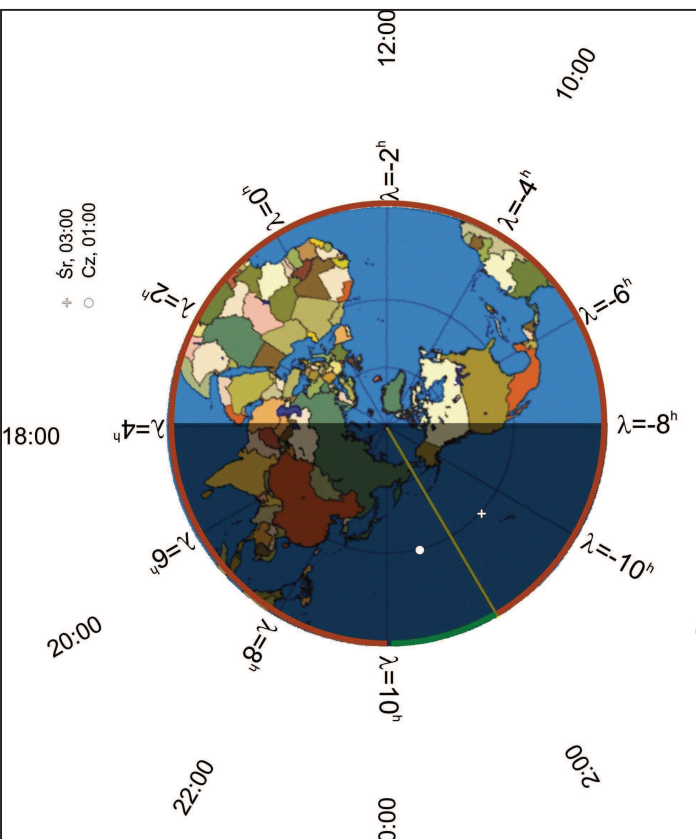 12:00
10:00
λ=-2ʰ
λ=-4ʰ
λ=0ʰ
+ Śr, 03:00
○ Cz, 01:00
λ=2ʰ
λ=-6ʰ
18:00
λ=4ʰ
λ=-8ʰ
λ=6ʰ
λ=-10ʰ
20:00
λ=8ʰ
λ=10ʰ
22:00
2:00
0:00